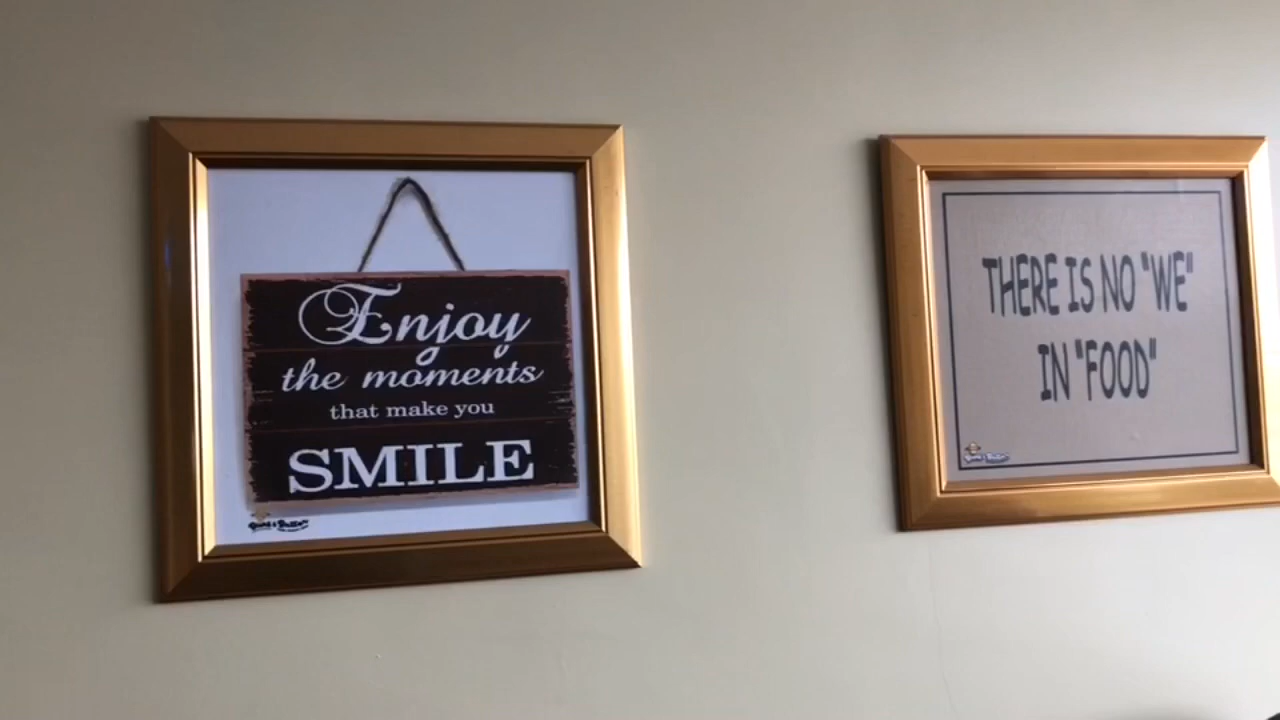 Enjoy
the moments
that make you
SMILE
THERE IS NO "WE"
IN "FOOD"